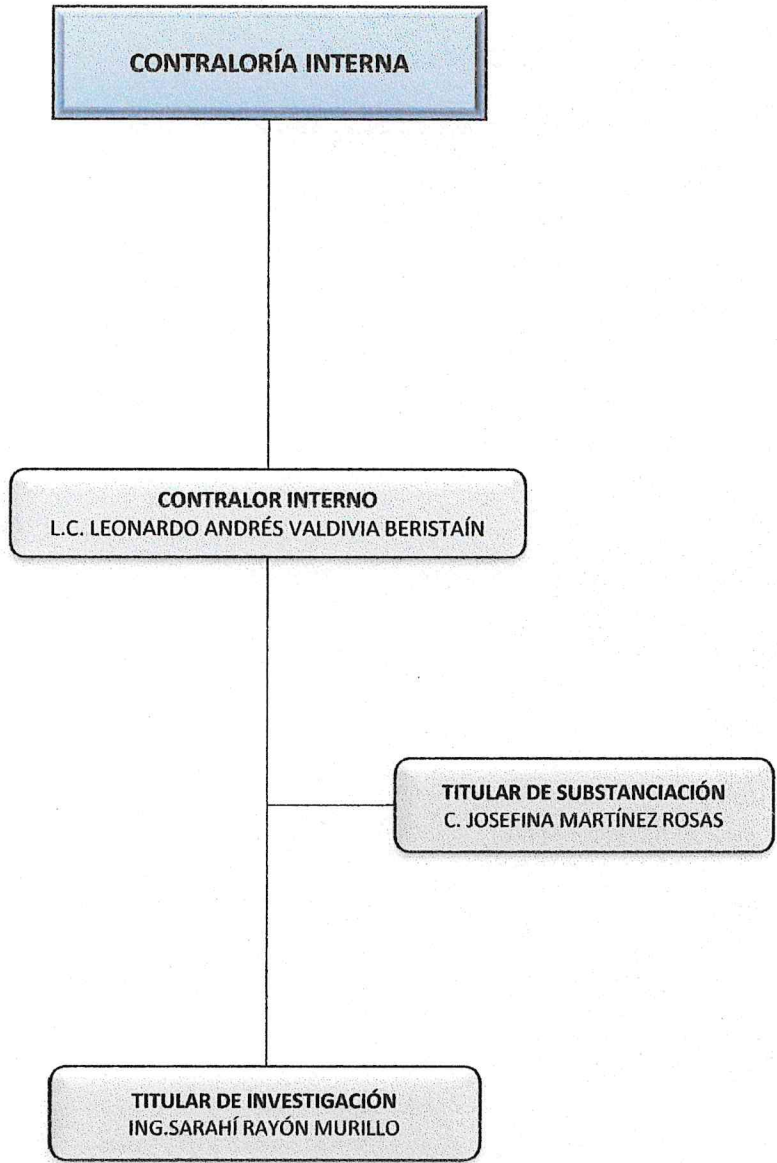 CONTRALORÍA INTERNA
CONTRALOR INTERNO
L.C. LEONARDO ANDRÉS VALDIVIA BERISTAÍN
TITULAR DE SUBSTANCIACIÓN
C. JOSEFINA MARTÍNEZ ROSAS
TITULAR DE INVESTIGACIÓN
ING.SARAHÍ RAYÓN MURILLO